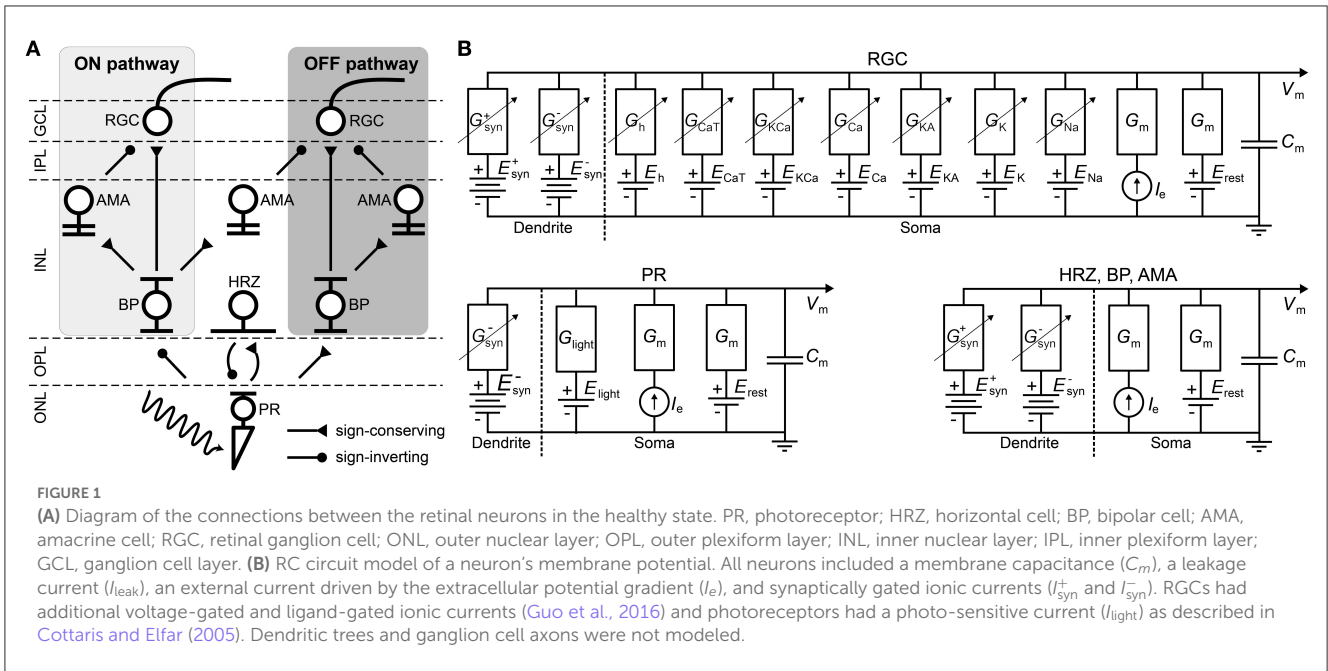 A
ON pathway
OFF pathway
GCL
RGC
RGC
IPL
AMA
AMA
AMA
INL
BP
HRZ
BP
OPL
ONL
PR
sign-conserving
sign-inverting
B
RGC
G⁺syn G⁻syn Gh GCaT GKCa GCa GKA GK GNa Gm Gm
Vm
Cm
+ E⁺syn + E⁻syn + Eh + ECaT + EKCa + ECa + EKA + EK + ENa Ie + Erest
- - - - - - - - - -
Dendrite Soma
PR
G⁻syn Glight Gm Gm
Vm
Cm
+ E⁻syn + Elight Ie + Erest
- - -
Dendrite Soma
HRZ, BP, AMA
G⁺syn G⁻syn Gm Gm
Vm
Cm
+ E⁺syn + E⁻syn Ie + Erest
- - -
Dendrite Soma
FIGURE 1
(A) Diagram of the connections between the retinal neurons in the healthy state. PR, photoreceptor; HRZ, horizontal cell; BP, bipolar cell; AMA,
amacrine cell; RGC, retinal ganglion cell; ONL, outer nuclear layer; OPL, outer plexiform layer; INL, inner nuclear layer; IPL, inner plexiform layer;
GCL, ganglion cell layer. (B) RC circuit model of a neuron's membrane potential. All neurons included a membrane capacitance (Cm), a leakage
current (Ileak), an external current driven by the extracellular potential gradient (Ie), and synaptically gated ionic currents (I⁺syn and I⁻syn). RGCs had
additional voltage-gated and ligand-gated ionic currents (Guo et al., 2016) and photoreceptors had a photo-sensitive current (Ilight) as described in
Cottaris and Elfar (2005). Dendritic trees and ganglion cell axons were not modeled.